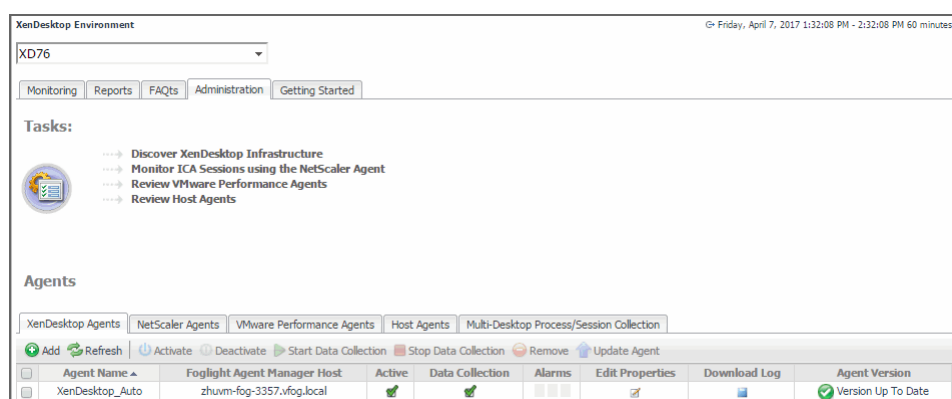 XenDesktop Environment
Friday, April 7, 2017 1:32:08 PM - 2:32:08 PM 60 minutes
XD76
Monitoring Reports FAQts Administration Getting Started
Tasks:
Discover XenDesktop Infrastructure
Monitor ICA Sessions using the NetScaler Agent
Review VMware Performance Agents
Review Host Agents
Agents
XenDesktop Agents NetScaler Agents VMware Performance Agents Host Agents Multi-Desktop Process/Session Collection
Add Refresh Activate Deactivate Start Data Collection Stop Data Collection Remove Update Agent
Agent Name Foglight Agent Manager Host Active Data Collection Alarms Edit Properties Download Log Agent Version
XenDesktop_Auto zhuvm-fog-3357.vfog.local Version Up To Date